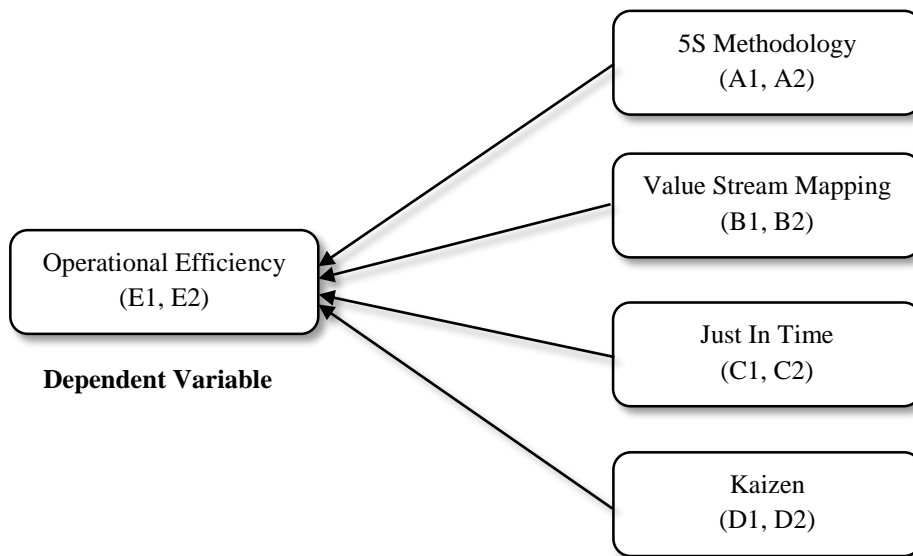 5S Methodology
(A1, A2)
Value Stream Mapping
(B1, B2)
Operational Efficiency
(E1, E2)
Dependent Variable
Just In Time
(C1, C2)
Kaizen
(D1, D2)